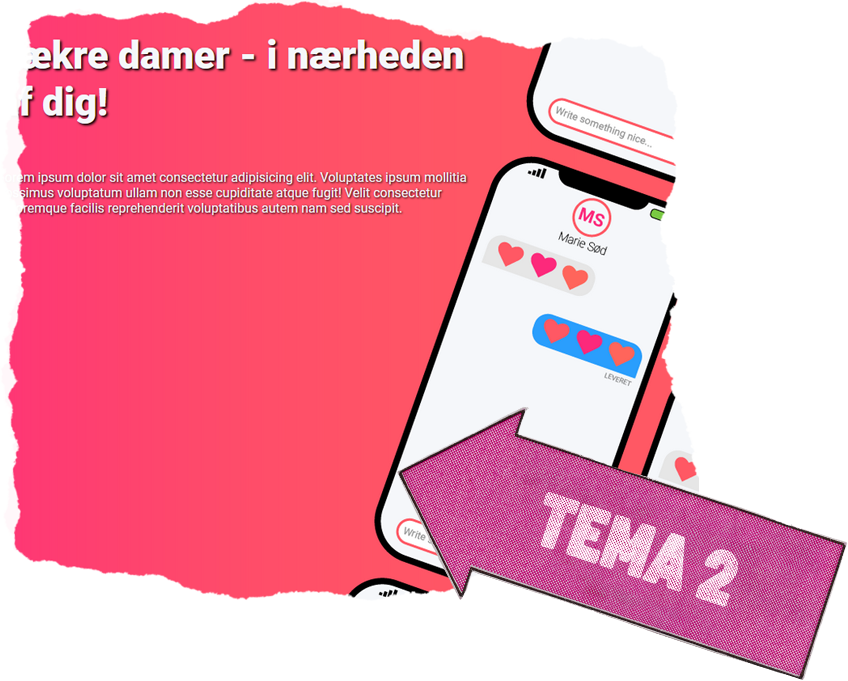 ækre damer - i nærheden
f dig!
em ipsum dolor sit amet consectetur adipisicing elit. Voluptates ipsum mollitia
simus voluptatum ullam non esse cupiditate atque fugit! Velit consectetur
remque facilis reprehenderit voluptatibus autem nam sed suscipit.
Write something nice...
MS
Marie Sød
LEVERET
Write
TEMA 2